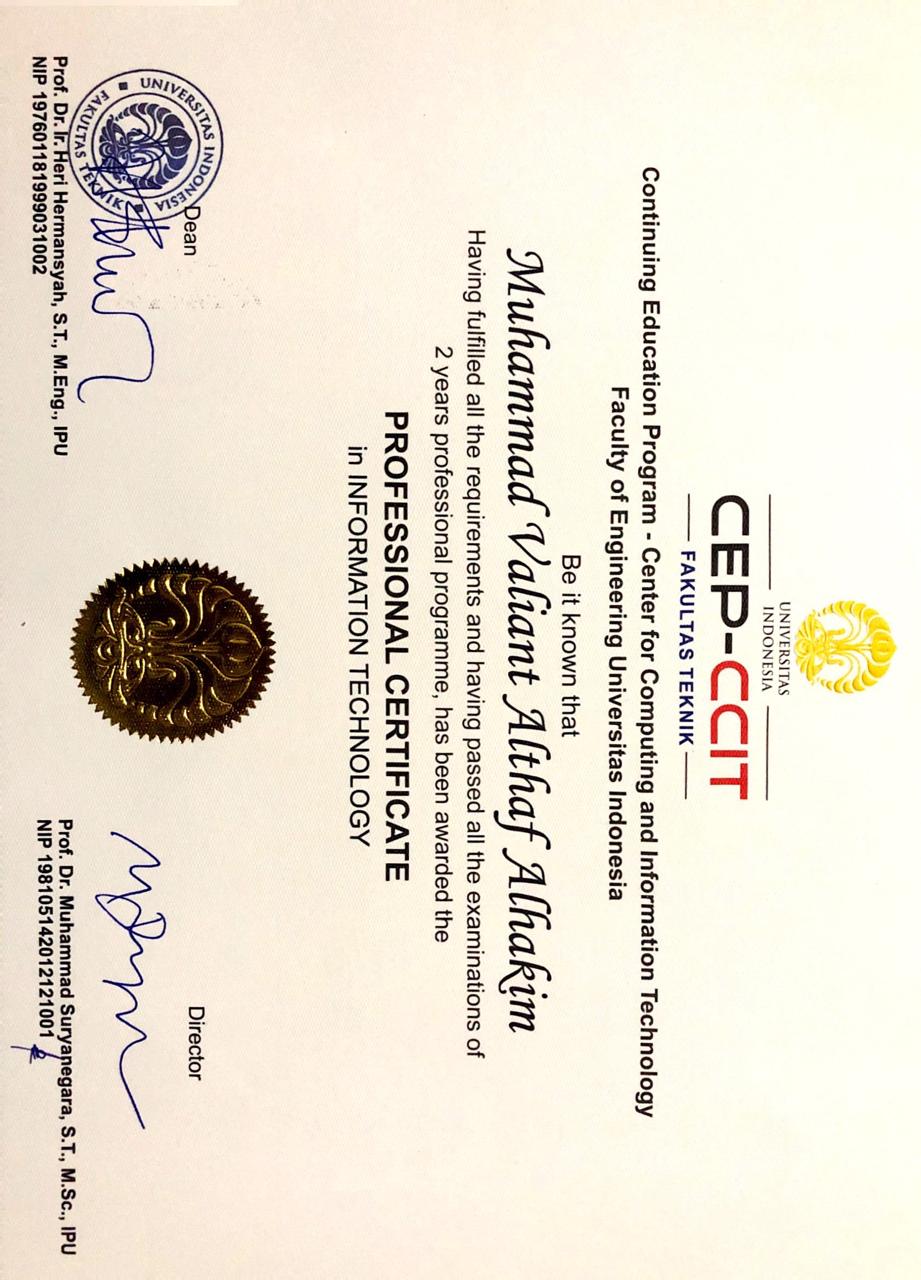 UNIVERSITAS
INDONESIA
CEP-CCIT
FAKULTAS TEKNIK
Continuing Education Program - Center for Computing and Information Technology
Faculty of Engineering Universitas Indonesia
Be it known that
Muhammad Valiant Althaf Alhakim
Having fulfilled all the requirements and having passed all the examinations of
2 years professional programme, has been awarded the
PROFESSIONAL CERTIFICATE
in INFORMATION TECHNOLOGY
UNIVERSITAS INDONESIA
FAKULTAS TEKNIK
Dean
Prof. Dr. Ir. Heri Hermansyah, S.T., M.Eng., IPU
NIP 197601181999031002
Director
Prof. Dr. Muhammad Suryanegara, S.T., M.Sc., IPU
NIP 198105142012121001